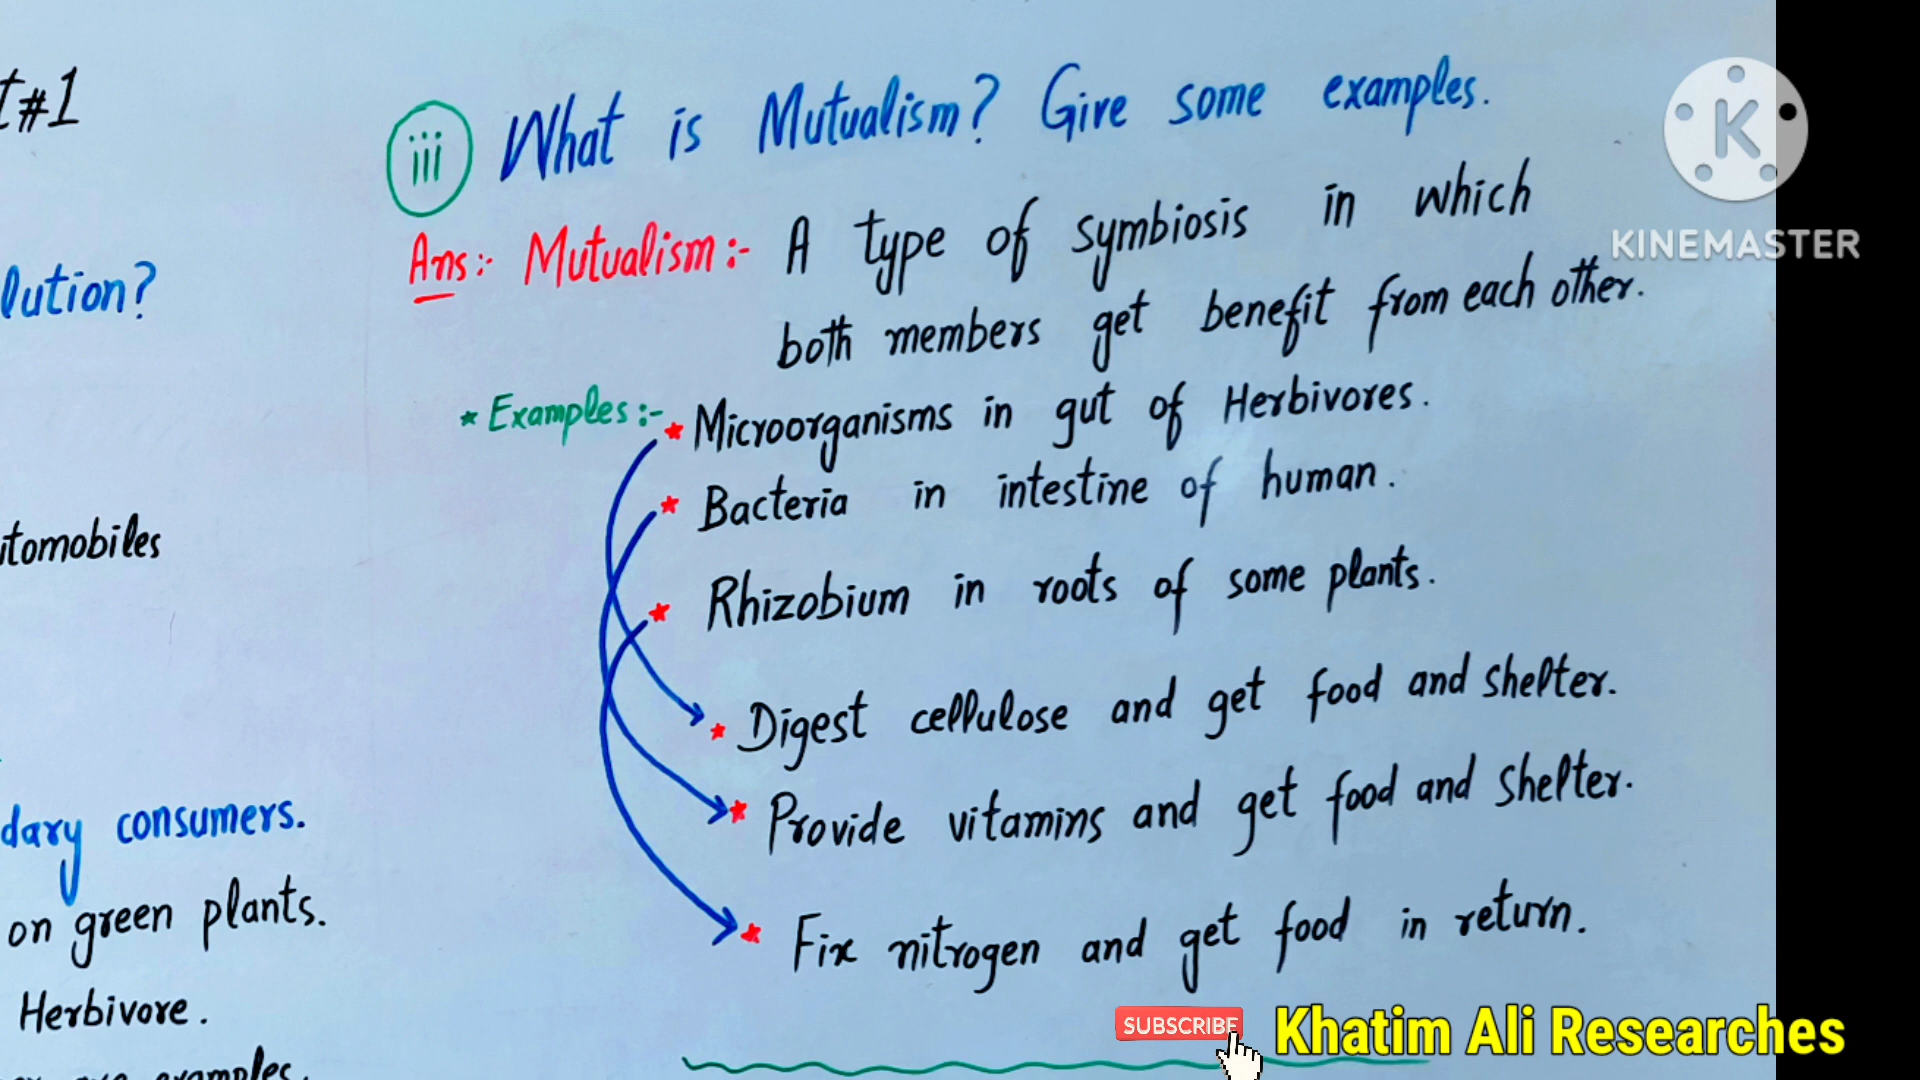 t#1
lution?
utomobiles
dary consumers.
on green plants.
Herbivore.
examples.
iii What is Mutualism? Give some examples.
Ans:- Mutualism:- A type of symbiosis in which
both members get benefit from each other.
* Examples:- * Microorganisms in gut of Herbivores.
* Bacteria in intestine of human.
* Rhizobium in roots of some plants.
* Digest cellulose and get food and shelter.
* Provide vitamins and get food and shelter.
* Fix nitrogen and get food in return.
K
KINEMASTER
SUBSCRIBE
Khatim Ali Researches